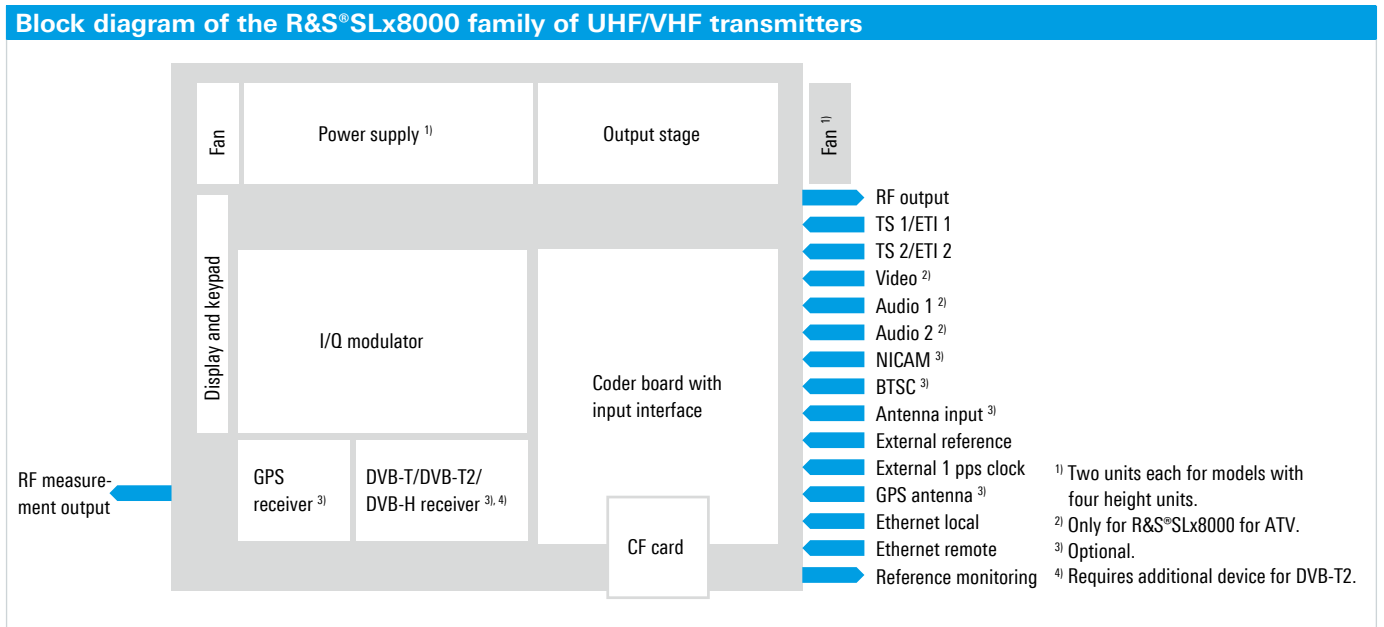 Block diagram of the R&S®SLx8000 family of UHF/VHF transmitters
Fan
Power supply 1)
Output stage
Fan 1)
Display and keypad
I/Q modulator
Coder board with
input interface
GPS
receiver 3)
DVB-T/DVB-T2/
DVB-H receiver 3), 4)
CF card
RF measure-
ment output
RF output
TS 1/ETI 1
TS 2/ETI 2
Video 2)
Audio 1 2)
Audio 2 2)
NICAM 3)
BTSC 3)
Antenna input 3)
External reference
External 1 pps clock
GPS antenna 3)
Ethernet local
Ethernet remote
Reference monitoring
1) Two units each for models with
four height units.
2) Only for R&S®SLx8000 for ATV.
3) Optional.
4) Requires additional device for DVB-T2.